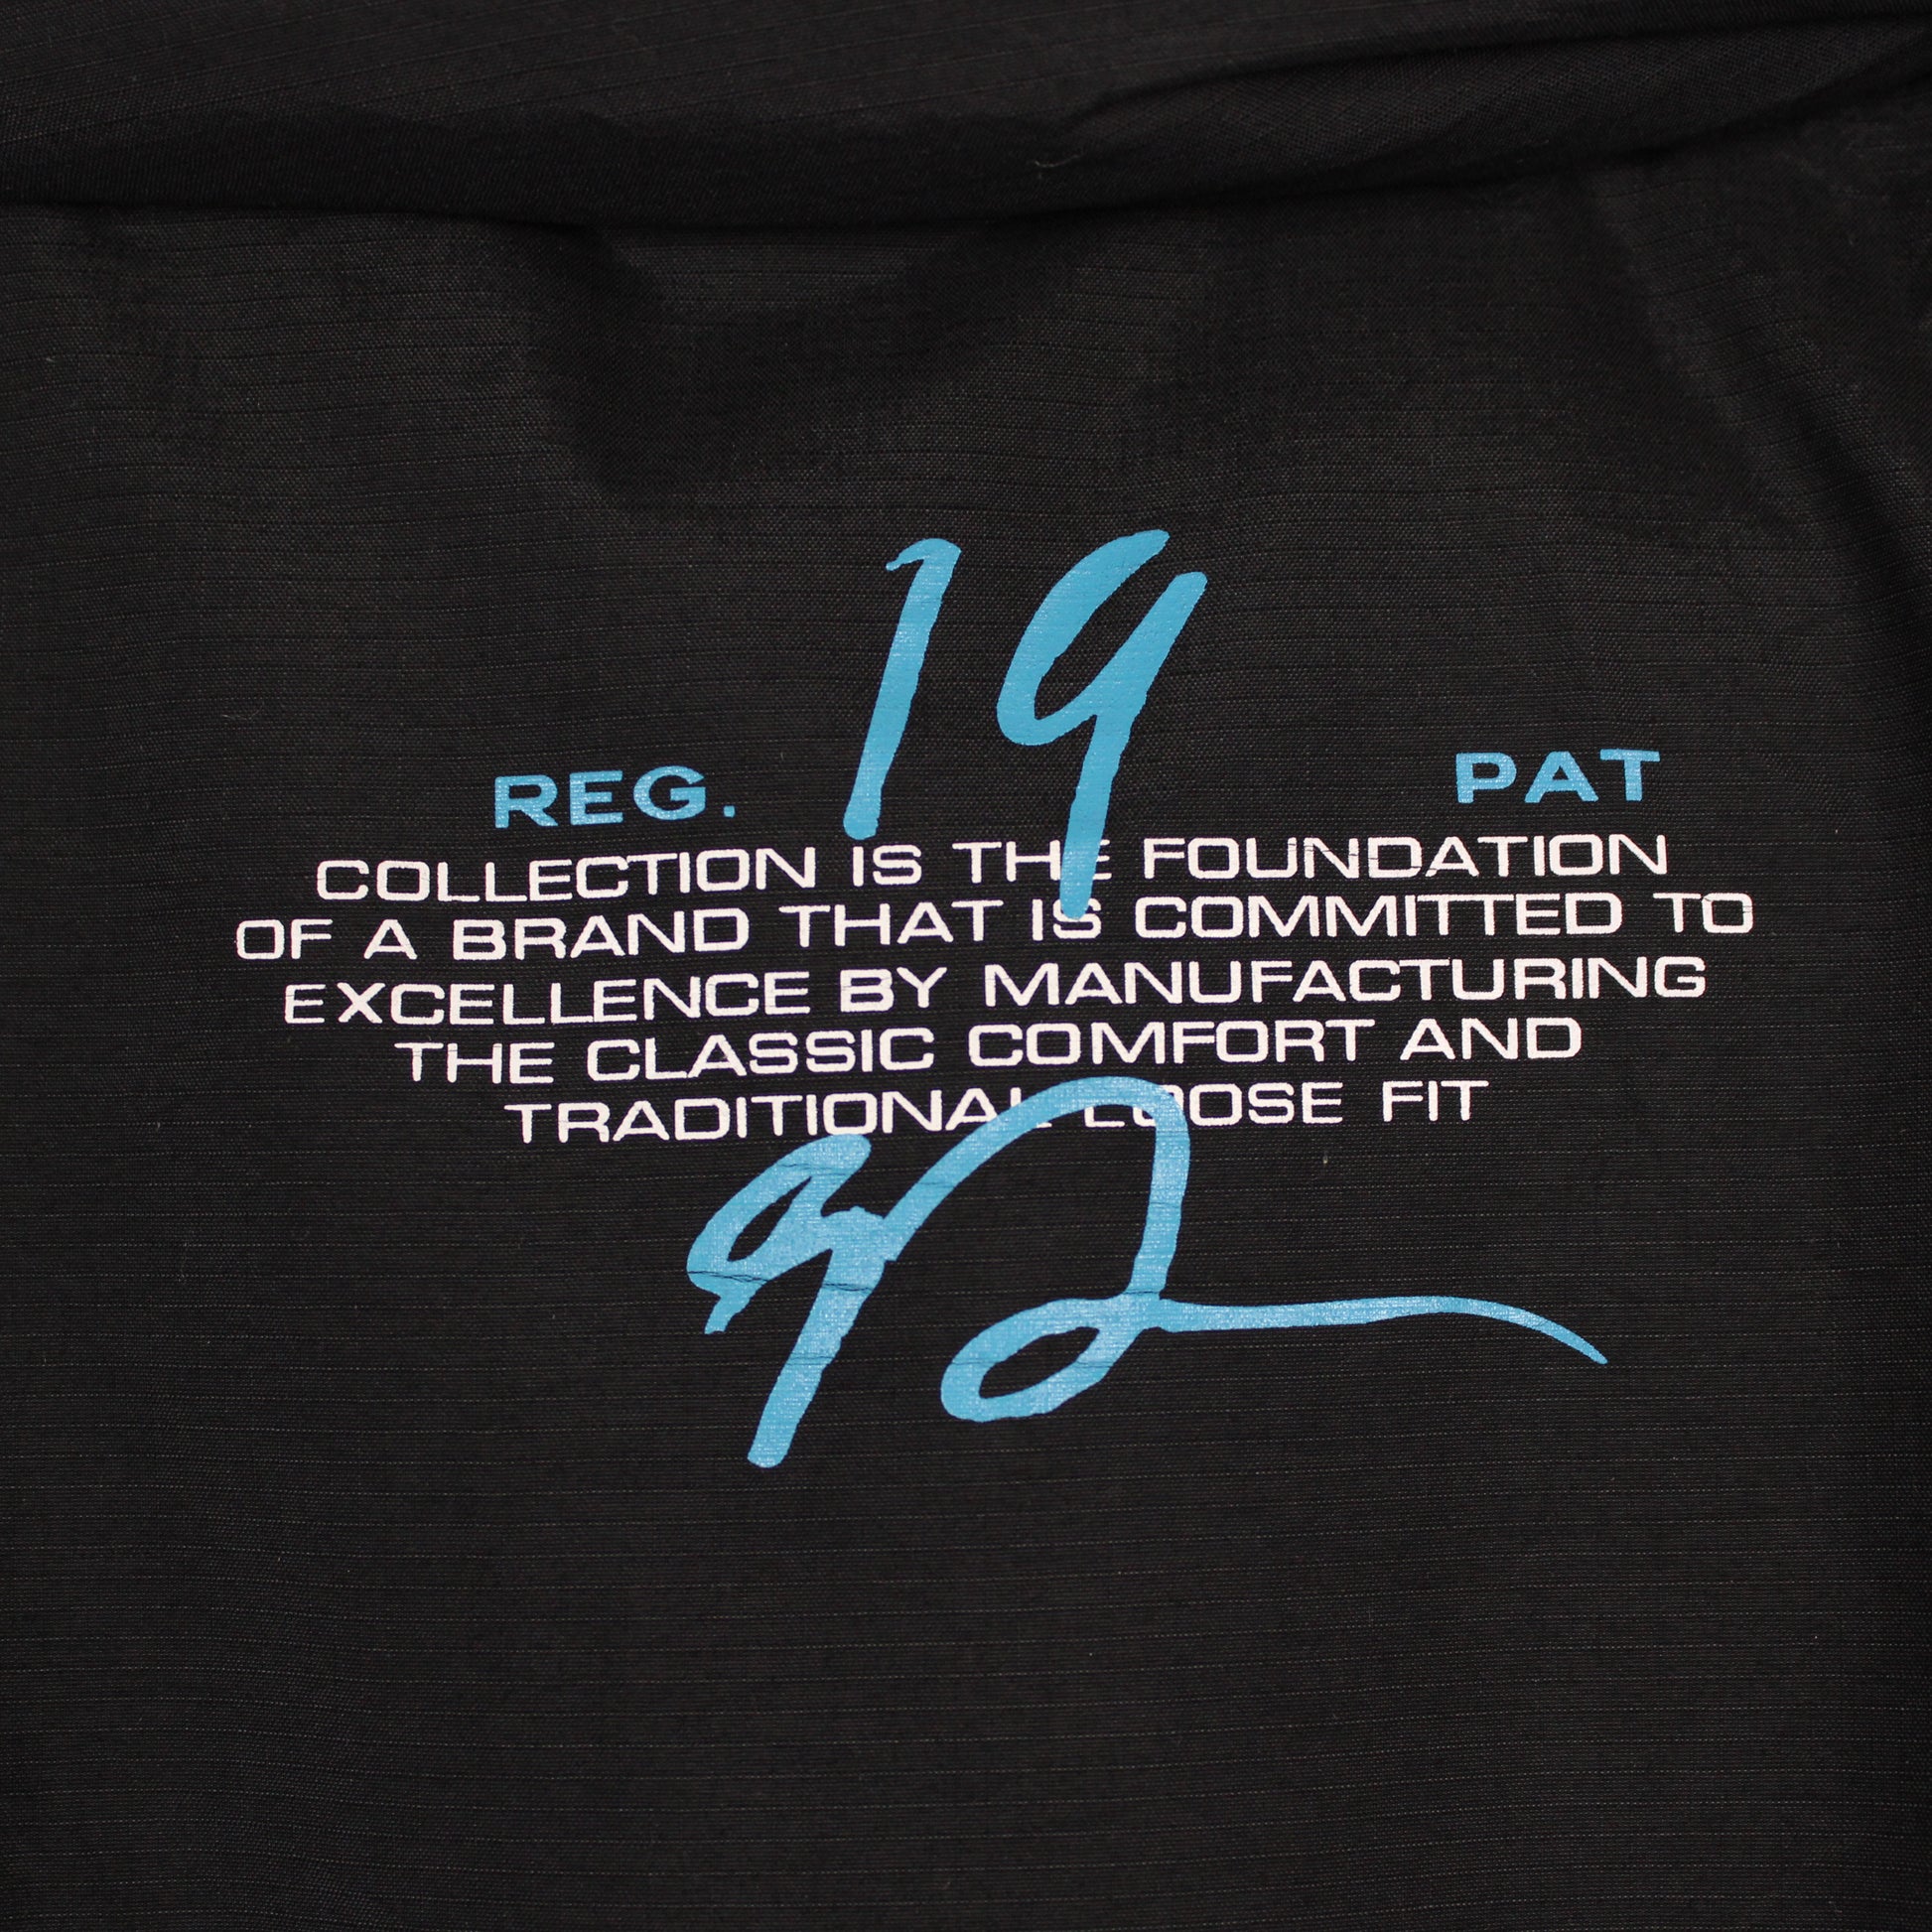 19
REG. PAT
COLLECTION IS THE FOUNDATION
OF A BRAND THAT IS COMMITTED TO
EXCELLENCE BY MANUFACTURING
THE CLASSIC COMFORT AND
TRADITIONAL LOOSE FIT
92